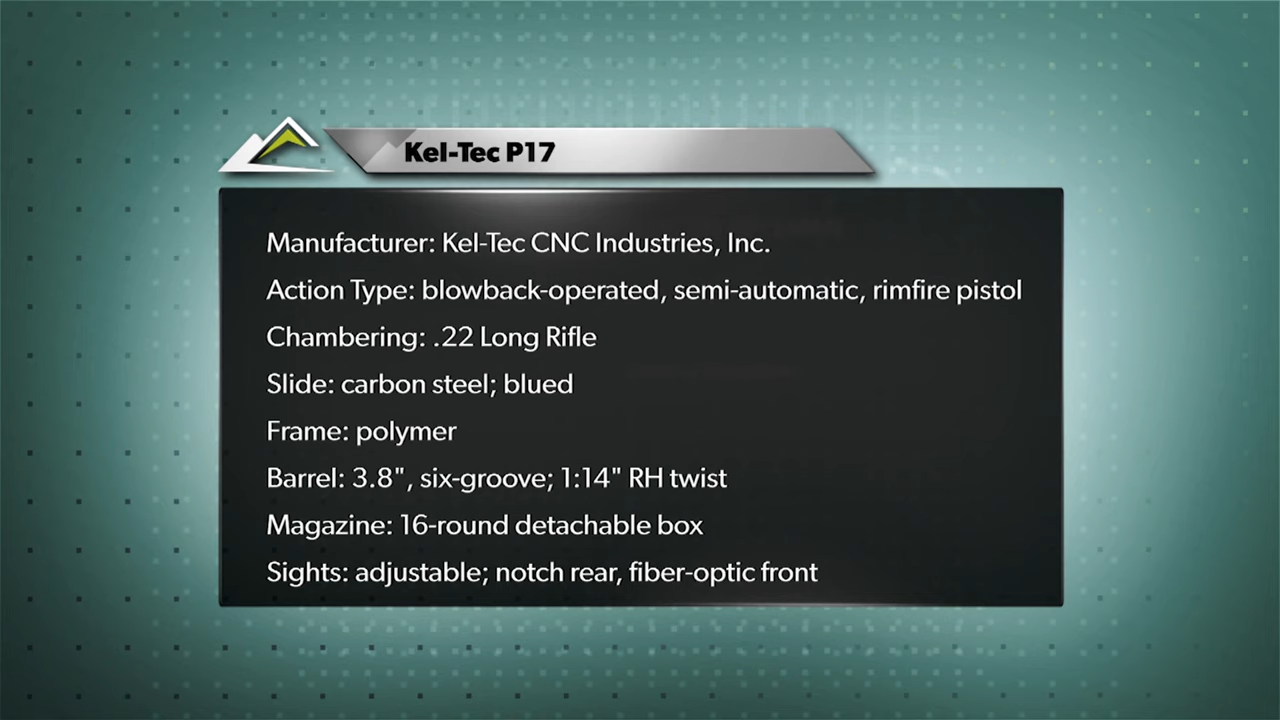 Kel-Tec P17
Manufacturer: Kel-Tec CNC Industries, Inc.
Action Type: blowback-operated, semi-automatic, rimfire pistol
Chambering: .22 Long Rifle
Slide: carbon steel; blued
Frame: polymer
Barrel: 3.8", six-groove; 1:14" RH twist
Magazine: 16-round detachable box
Sights: adjustable; notch rear, fiber-optic front